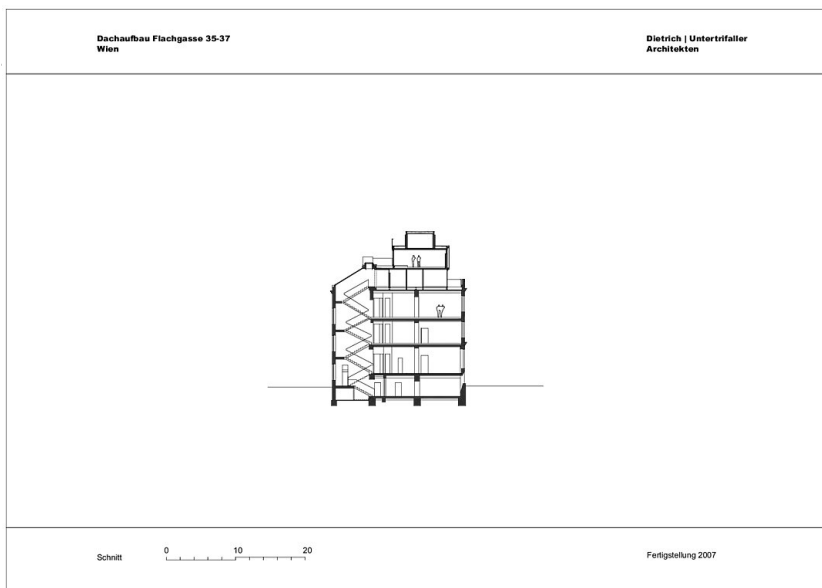 Dachaufbau Flachgasse 35-37
Wien
Dietrich | Untertrifaller
Architekten
Schnitt
0 10 20
Fertigstellung 2007